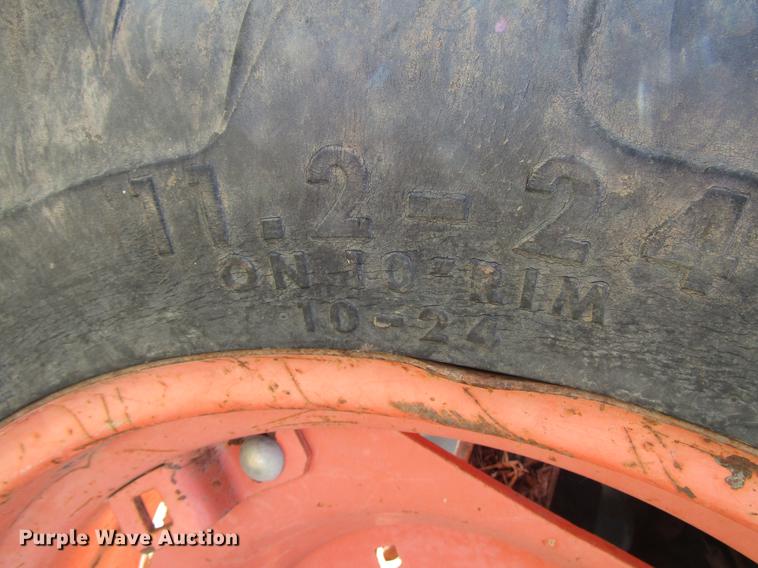 11.2-24
ON 10" RIM
10-24
Purple Wave Auction